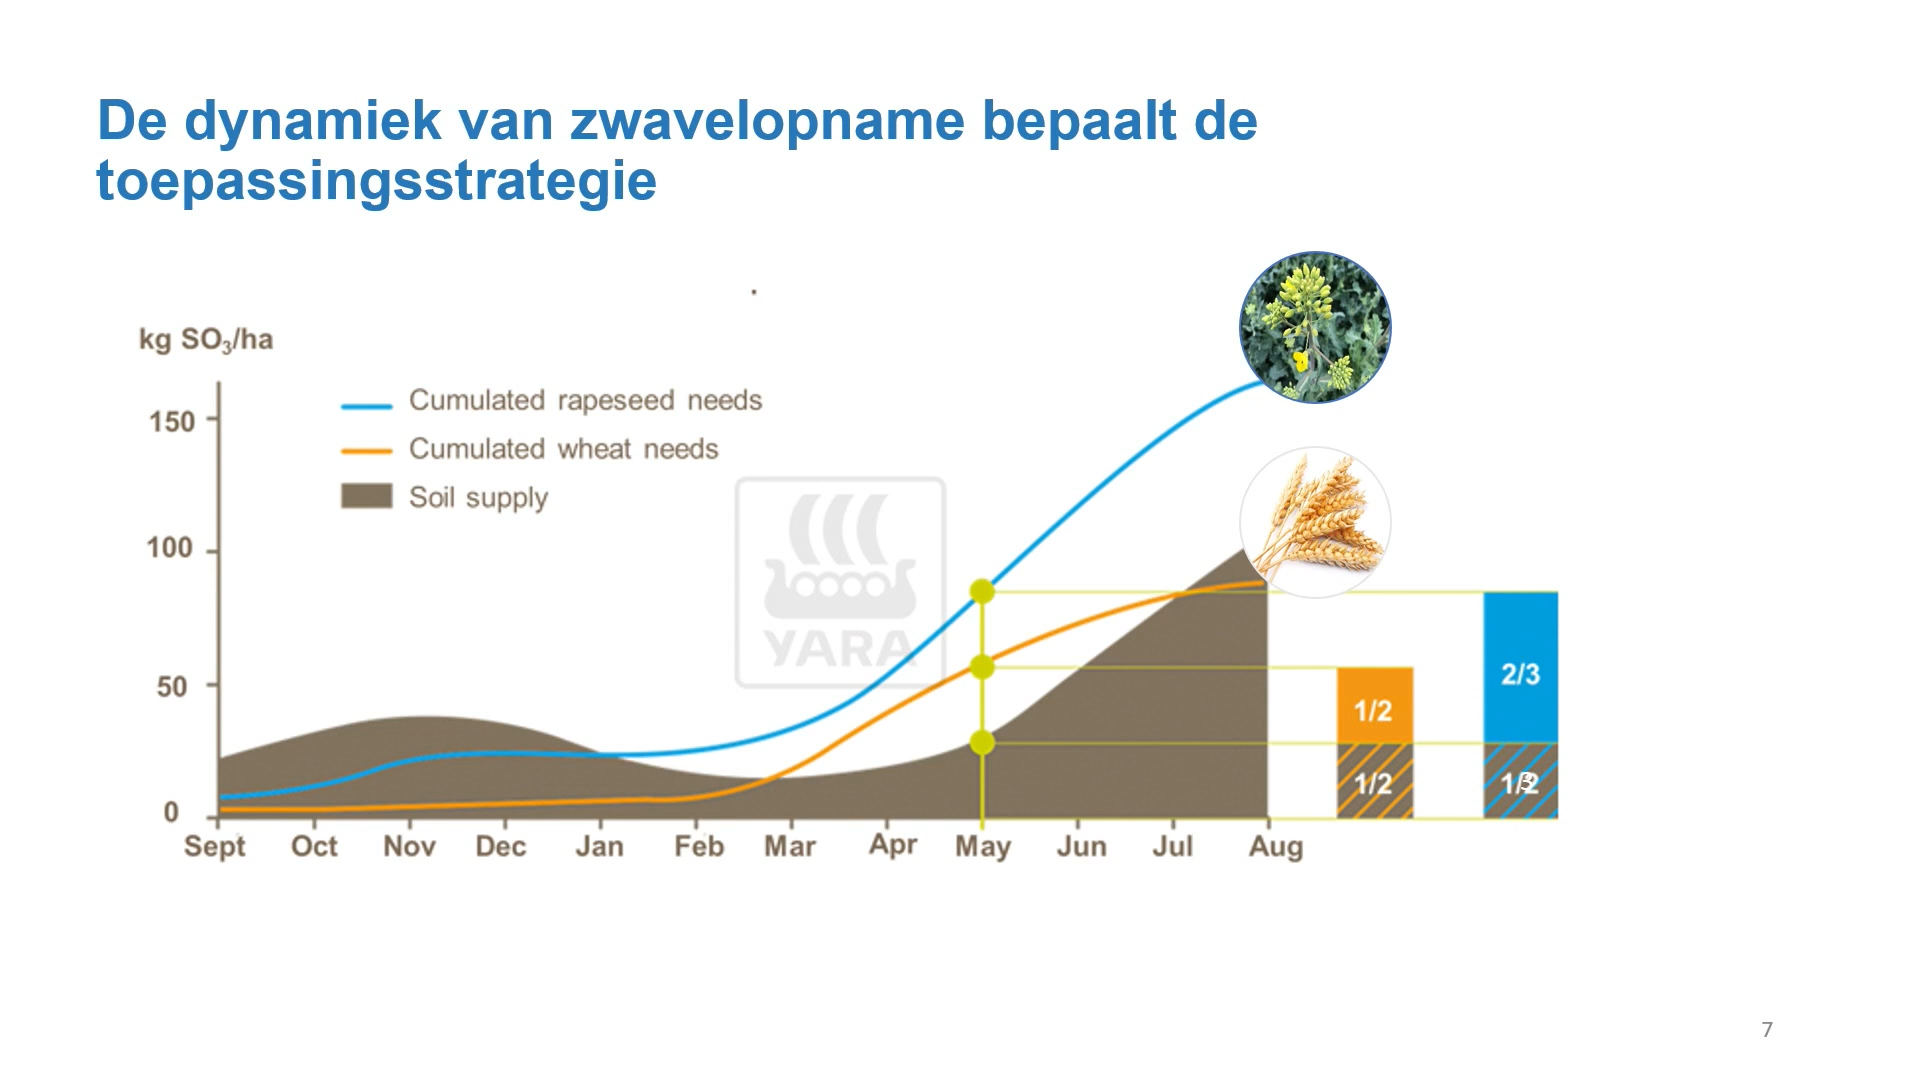 De dynamiek van zwavelopname bepaalt de
toepassingsstrategie
kg SO₃/ha
Cumulated rapeseed needs
Cumulated wheat needs
Soil supply
150
100
50
0
YARA
Sept Oct Nov Dec Jan Feb Mar Apr May Jun Jul Aug
1/2
1/2
2/3
7